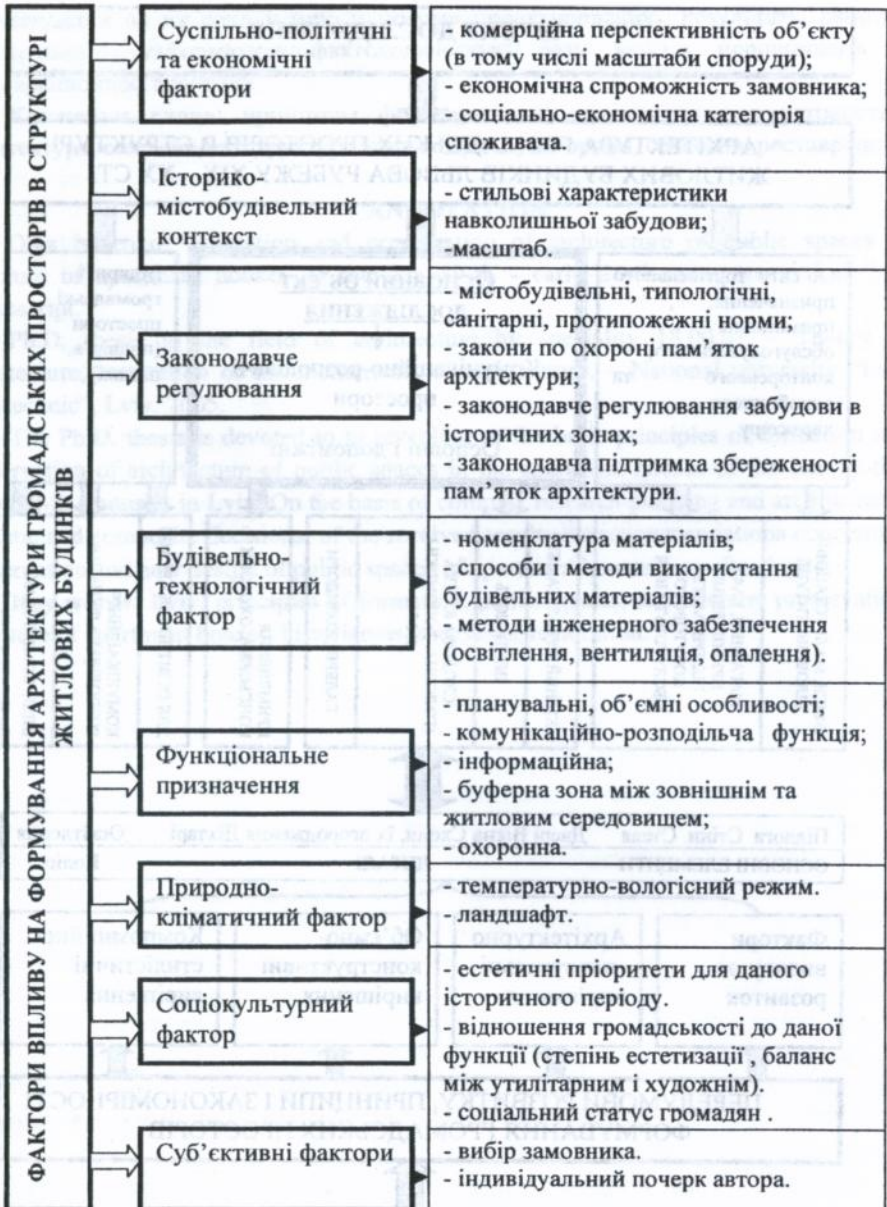 ФАКТОРИ ВПЛИВУ НА ФОРМУВАННЯ АРХІТЕКТУРИ ГРОМАДСЬКИХ ПРОСТОРІВ В СТРУКТУРІ
ЖИТЛОВИХ БУДИНКІВ
Суспільно-політичні
та економічні
фактори
- комерційна перспективність об’єкту
(в тому числі масштаби споруди);
- економічна спроможність замовника;
- соціально-економічна категорія
споживача.
Історико-
містобудівельний
контекст
- стильові характеристики
навколишньої забудови;
-масштаб.
Законодавче
регулювання
- містобудівельні, типологічні,
санітарні, протипожежні норми;
- закони по охороні пам’яток
архітектури;
- законодавче регулювання забудови в
історичних зонах;
- законодавча підтримка збереженості
пам’яток архітектури.
Будівельно-
технологічний
фактор
- номенклатура матеріалів;
- способи і методи використання
будівельних матеріалів;
- методи інженерного забезпечення
(освітлення, вентиляція, опалення).
Функціональне
призначення
- планувальні, об’ємні особливості;
- комунікаційно-розподільча функція;
- інформаційна;
- буферна зона між зовнішнім та
житловим середовищем;
- охоронна.
Природно-
кліматичний фактор
- температурно-вологісний режим.
- ландшафт.
Соціокультурний
фактор
- естетичні пріоритети для даного
історичного періоду.
- відношення громадськості до даної
функції (степінь естетизації , баланс
між утилітарним і художнім).
- соціальний статус громадян .
Суб’єктивні фактори
- вибір замовника.
- індивідуальний почерк автора.